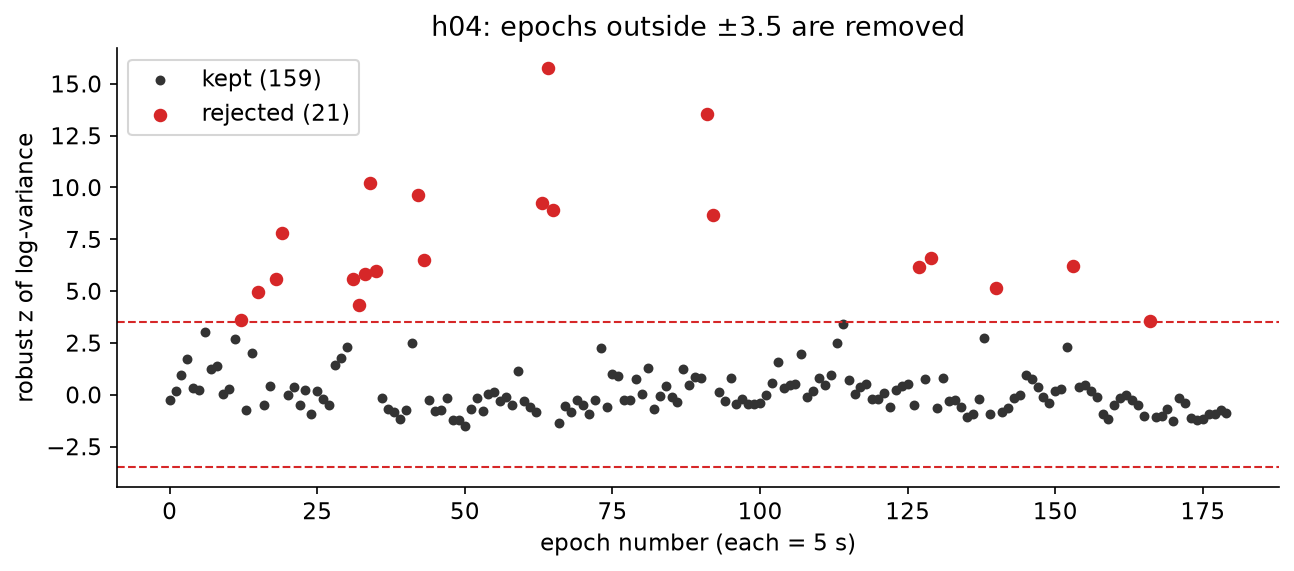 h04: epochs outside ±3.5 are removed
kept (159)
rejected (21)
robust z of log-variance
15.0
12.5
10.0
7.5
5.0
2.5
0.0
−2.5
0 25 50 75 100 125 150 175
epoch number (each = 5 s)